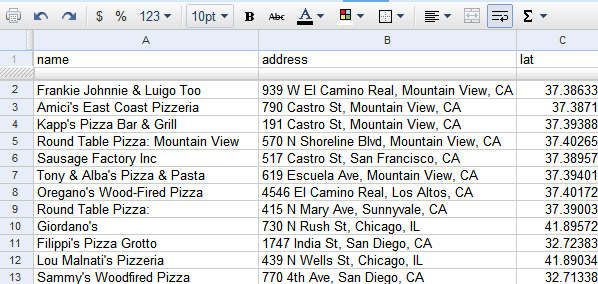 $ % 123 10pt B Abc A Σ
A B C
1 name address lat
2 Frankie Johnnie & Luigo Too 939 W El Camino Real, Mountain View, CA 37.38633
3 Amici's East Coast Pizzeria 790 Castro St, Mountain View, CA 37.3871
4 Kapp's Pizza Bar & Grill 191 Castro St, Mountain View, CA 37.39388
5 Round Table Pizza: Mountain View 570 N Shoreline Blvd, Mountain View, CA 37.40265
6 Sausage Factory Inc 517 Castro St, San Francisco, CA 37.38957
7 Tony & Alba's Pizza & Pasta 619 Escuela Ave, Mountain View, CA 37.39401
8 Oregano's Wood-Fired Pizza 4546 El Camino Real, Los Altos, CA 37.40172
9 Round Table Pizza: 415 N Mary Ave, Sunnyvale, CA 37.39003
10 Giordano's 730 N Rush St, Chicago, IL 41.89572
11 Filippi's Pizza Grotto 1747 India St, San Diego, CA 32.72383
12 Lou Malnati's Pizzeria 439 N Wells St, Chicago, IL 41.89034
13 Sammy's Woodfired Pizza 770 4th Ave, San Diego, CA 32.71338